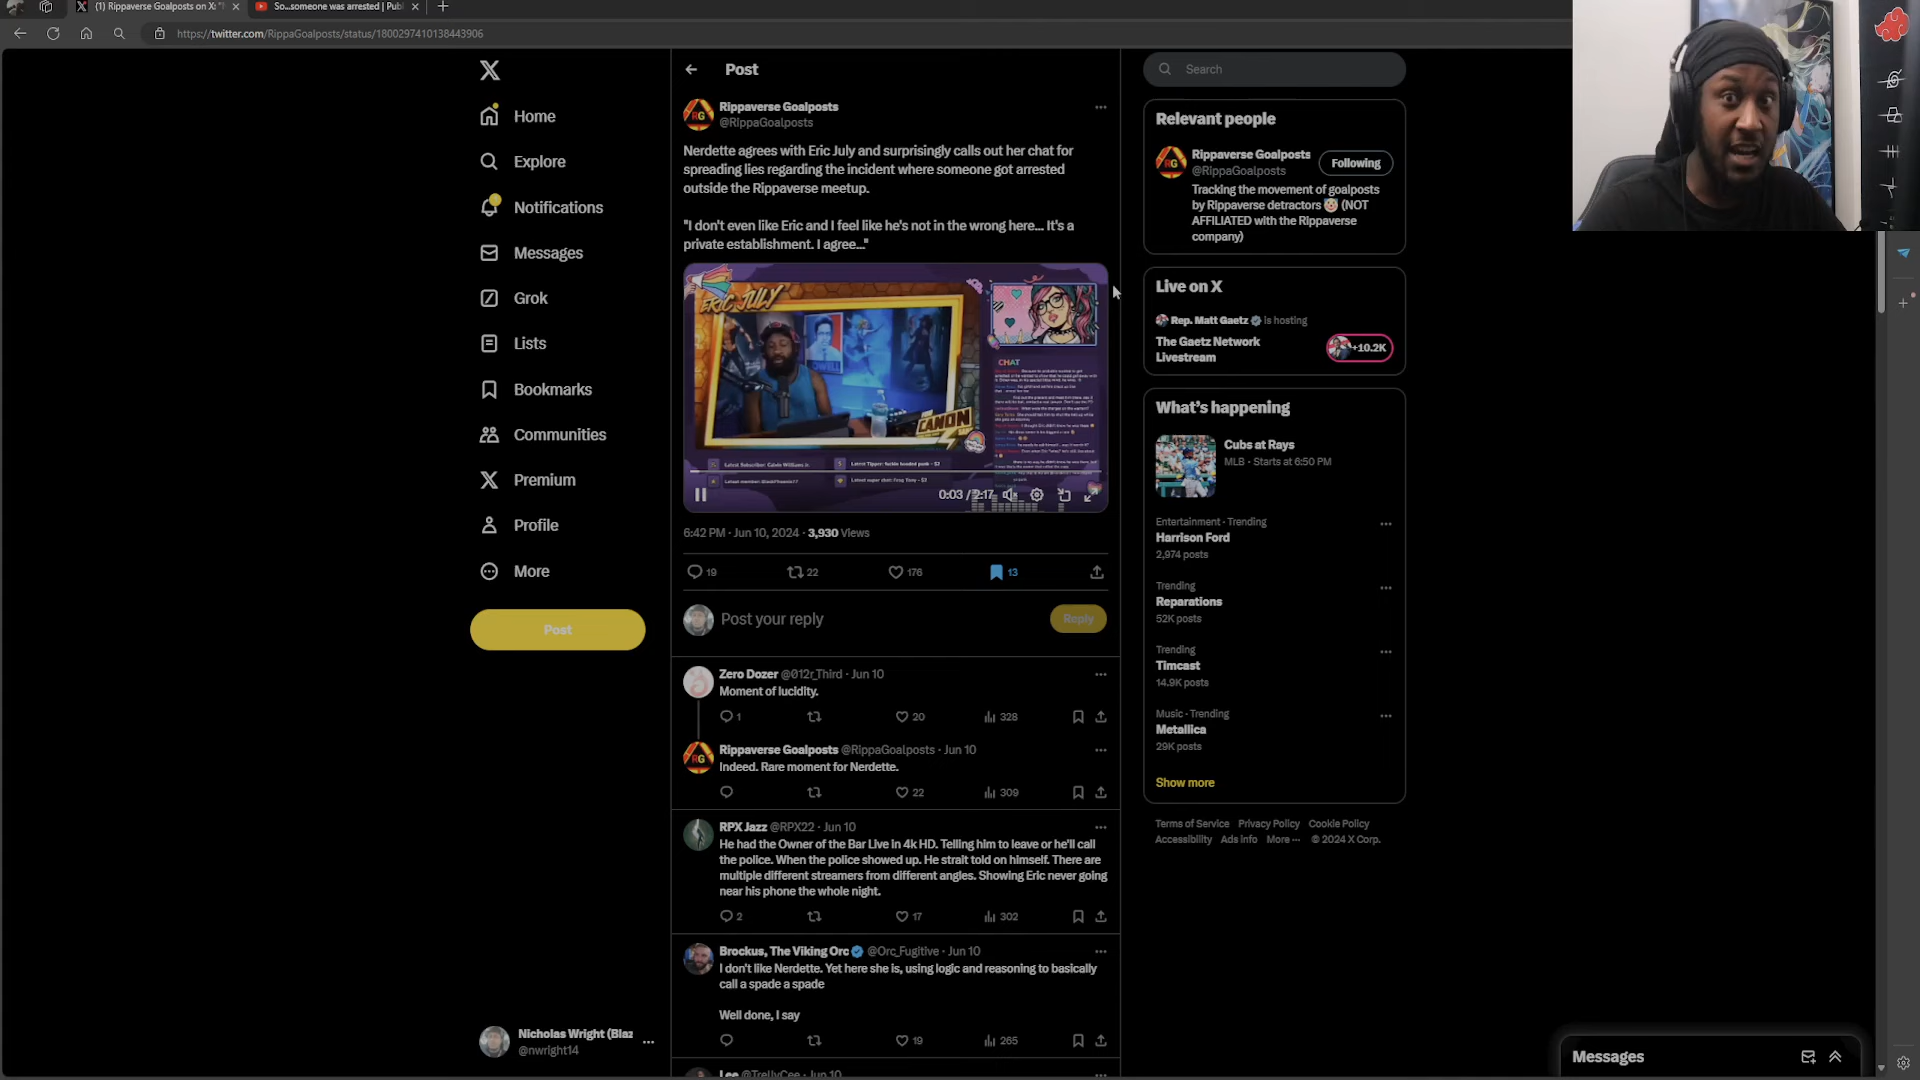 (1) Rippaverse Goalposts on X: "
So...someone was arrested | Publ
https://twitter.com/RippaGoalposts/status/1800297410138443906
Home
Explore
Notifications
Messages
Grok
Lists
Bookmarks
Communities
Premium
Profile
More
Post
Nicholas Wright (Blaz
@nwright14
Post
Rippaverse Goalposts
@RippaGoalposts
Nerdette agrees with Eric July and surprisingly calls out her chat for
spreading lies regarding the incident where someone got arrested
outside the Rippaverse meetup.
"I don't even like Eric and I feel like he's not in the wrong here... It's a
private establishment. I agree..."
ERIC JULY
CANON
CHAT
Latest Subscriber: Calvin Williams Jr
0:03 / 2:17
6:42 PM · Jun 10, 2024 · 3,930 Views
19
22
176
13
Post your reply
Reply
Zero Dozer @012r_Third · Jun 10
Moment of lucidity.
1
20
328
Rippaverse Goalposts @RippaGoalposts · Jun 10
Indeed. Rare moment for Nerdette.
22
309
RPX Jazz @RPX22 · Jun 10
He had the Owner of the Bar Live in 4k HD. Telling him to leave or he'll call
the police. When the police showed up. He strait told on himself. There are
multiple different streamers from different angles. Showing Eric never going
near his phone the whole night.
2
17
302
Brockus, The Viking Orc @Orc_Fugitive · Jun 10
I don't like Nerdette. Yet here she is, using logic and reasoning to basically
call a spade a spade
Well done, I say
19
265
Lee @TrellyCee · Jun 10
Search
Relevant people
Rippaverse Goalposts
@RippaGoalposts
Following
Tracking the movement of goalposts
by Rippaverse detractors 🤡 (NOT
AFFILIATED with the Rippaverse
company)
Live on X
Rep. Matt Gaetz is hosting
The Gaetz Network
Livestream
+10.2K
What's happening
Cubs at Rays
MLB · Starts at 6:50 PM
Entertainment · Trending
Harrison Ford
2,974 posts
Trending
Reparations
52K posts
Trending
Timcast
14.9K posts
Music · Trending
Metallica
29K posts
Show more
Terms of Service Privacy Policy Cookie Policy
Accessibility Ads info More ··· © 2024 X Corp.
Messages